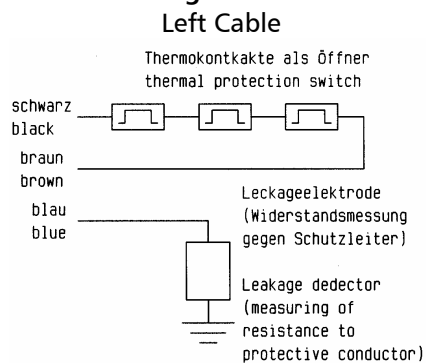 Left Cable
Thermokontkakte als Öffner
thermal protection switch
schwarz
black
braun
brown
blau
blue
Leckageelektrode
(Widerstandsmessung
gegen Schutzleiter)
Leakage dedector
(measuring of
resistance to
protective conductor)